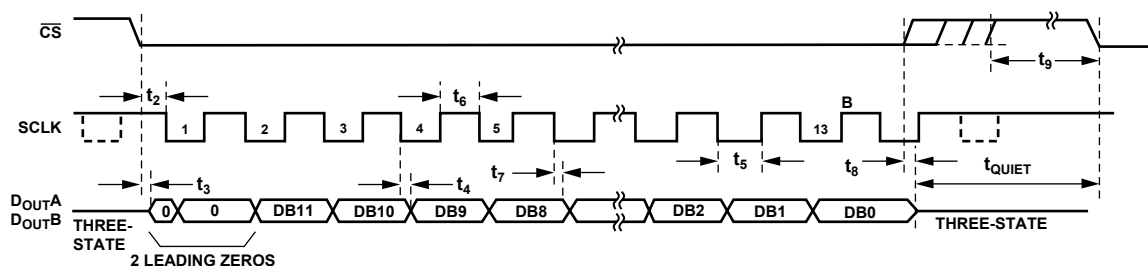 CS
t9
t2
t6
B
SCLK
1
2
3
4
5
13
t3
t4
t7
t5
t8
tQUIET
DOUTA
DOUTB
0
0
DB11
DB10
DB9
DB8
DB2
DB1
DB0
THREE-
STATE
THREE-STATE
2 LEADING ZEROS